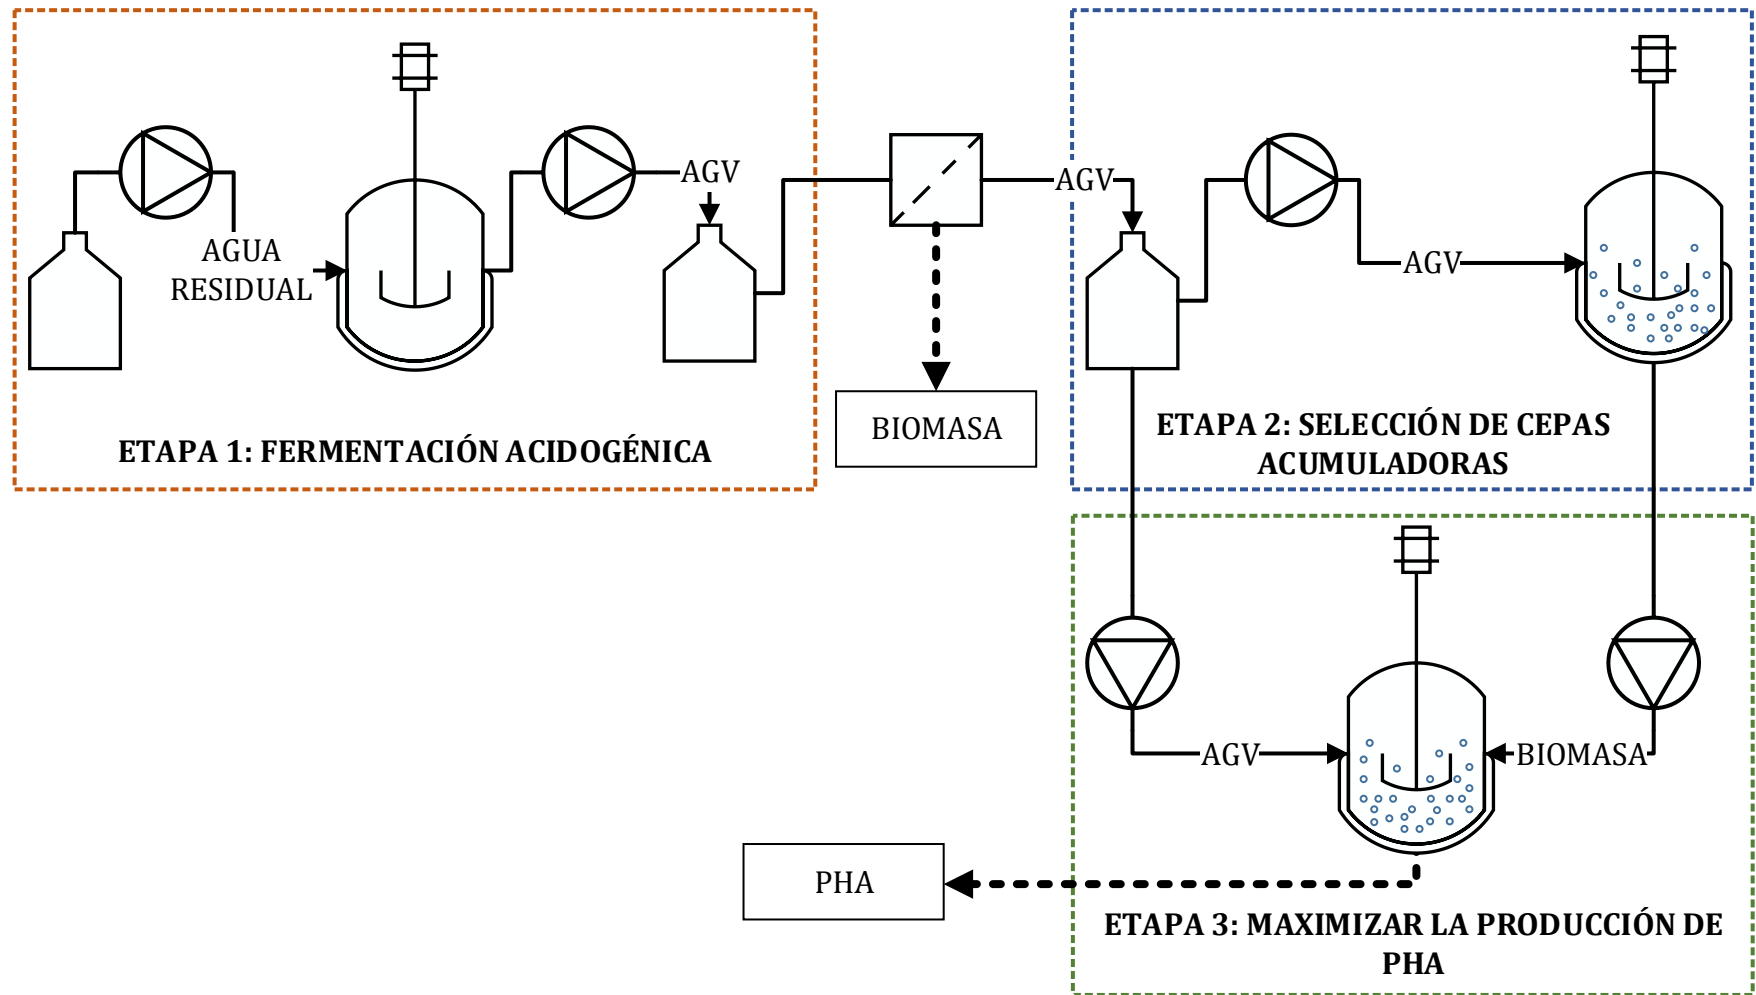 AGUA
RESIDUAL
AGV
ETAPA 1: FERMENTACIÓN ACIDOGÉNICA
BIOMASA
AGV
AGV
ETAPA 2: SELECCIÓN DE CEPAS
ACUMULADORAS
AGV
BIOMASA
PHA
ETAPA 3: MAXIMIZAR LA PRODUCCIÓN DE
PHA